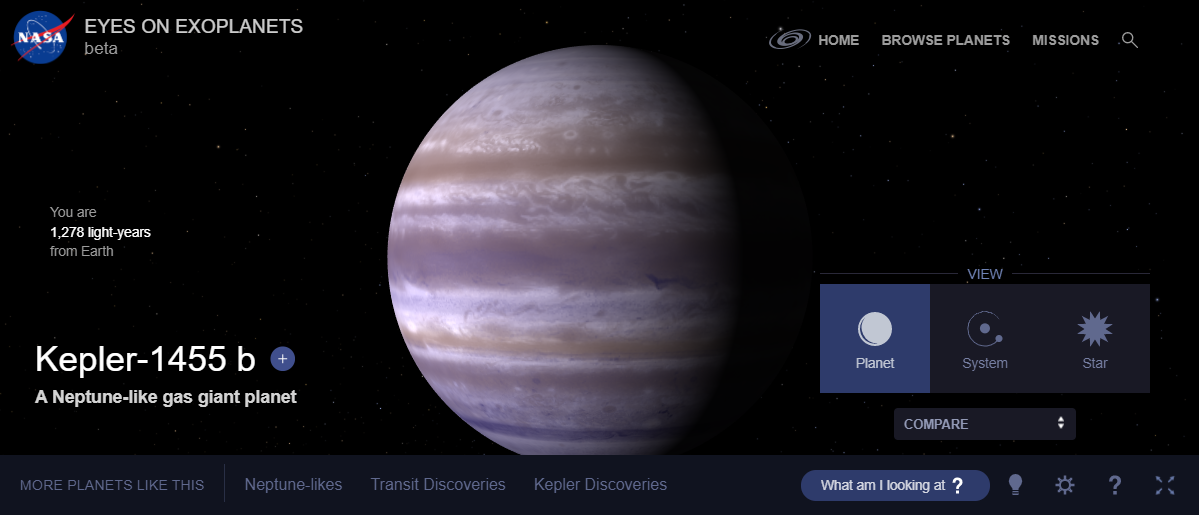 NASA
EYES ON EXOPLANETS
beta
HOME
BROWSE PLANETS
MISSIONS
You are
1,278 light-years
from Earth
Kepler-1455 b +
A Neptune-like gas giant planet
VIEW
Planet
System
Star
COMPARE
MORE PLANETS LIKE THIS
Neptune-likes
Transit Discoveries
Kepler Discoveries
What am I looking at ?
?